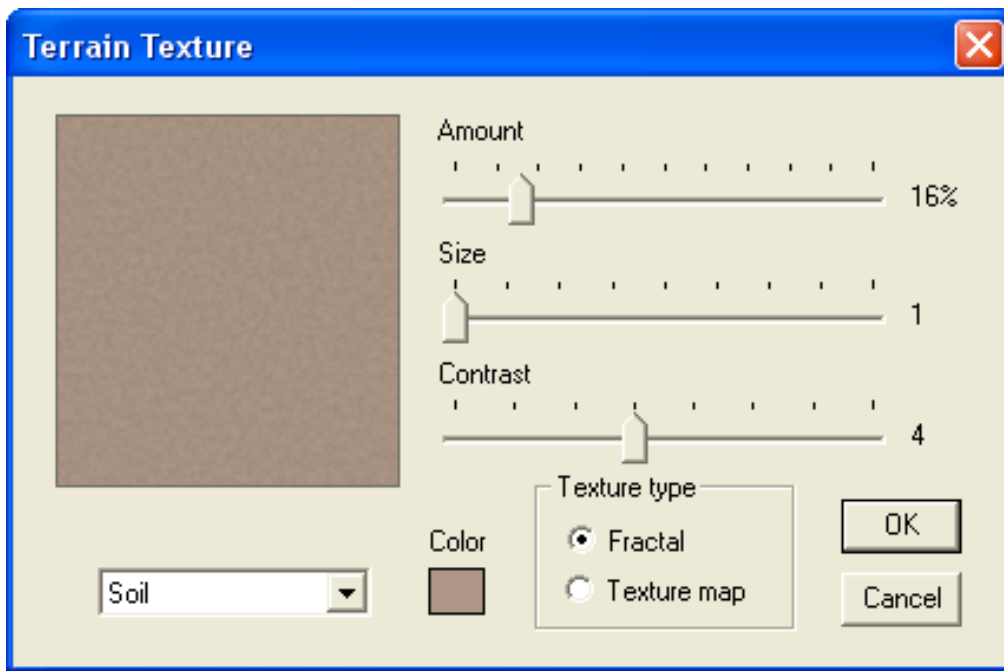 Terrain Texture
Amount
16%
Size
1
Contrast
4
Texture type
Fractal
Texture map
Color
Soil
OK
Cancel